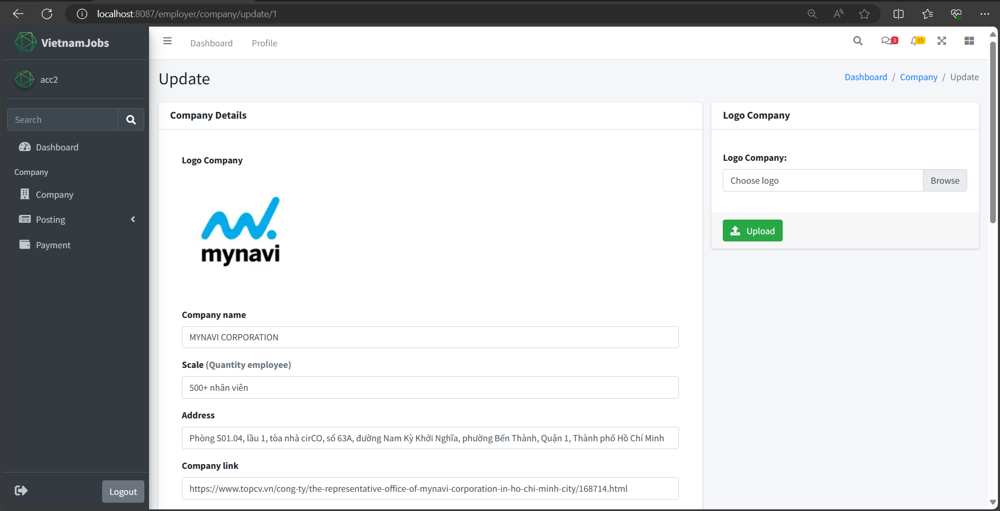 localhost:8087/employer/company/update/1
VietnamJobs
Dashboard
Profile
3
15
acc2
Update
Dashboard / Company / Update
Search
Dashboard
Company
Company
Posting
Payment
Logout
Company Details
Logo Company
mynavi
Company name
MYNAVI CORPORATION
Scale (Quantity employee)
500+ nhân viên
Address
Phòng S01.04, lầu 1, tòa nhà cirCO, số 63A, đường Nam Kỳ Khởi Nghĩa, phường Bến Thành, Quận 1, Thành phố Hồ Chí Minh
Company link
https://www.topcv.vn/cong-ty/the-representative-office-of-mynavi-corporation-in-ho-chi-minh-city/168714.html
Logo Company
Logo Company:
Choose logo
Browse
Upload